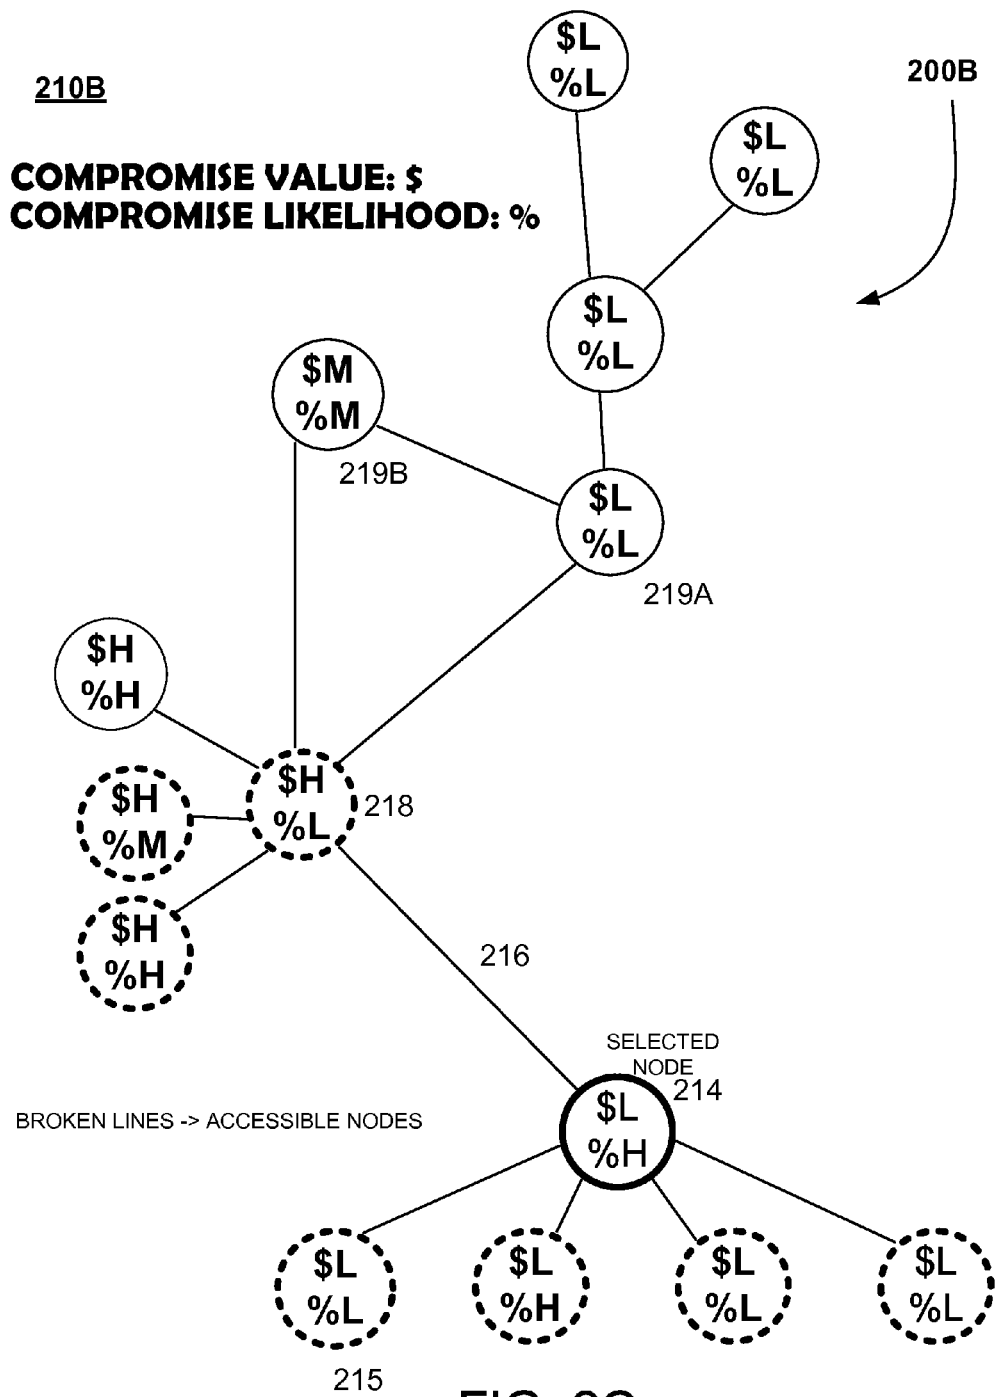 $L
%L
210B
200B
$L
%L
COMPROMISE VALUE: $
COMPROMISE LIKELIHOOD: %
$L
%L
$M
%M
219B
$L
%L
219A
$H
%H
$H
%L
218
$H
%M
$H
%H
216
SELECTED
NODE
214
$L
%H
BROKEN LINES -> ACCESSIBLE NODES
$L
%L
$L
%H
$L
%L
$L
%L
215